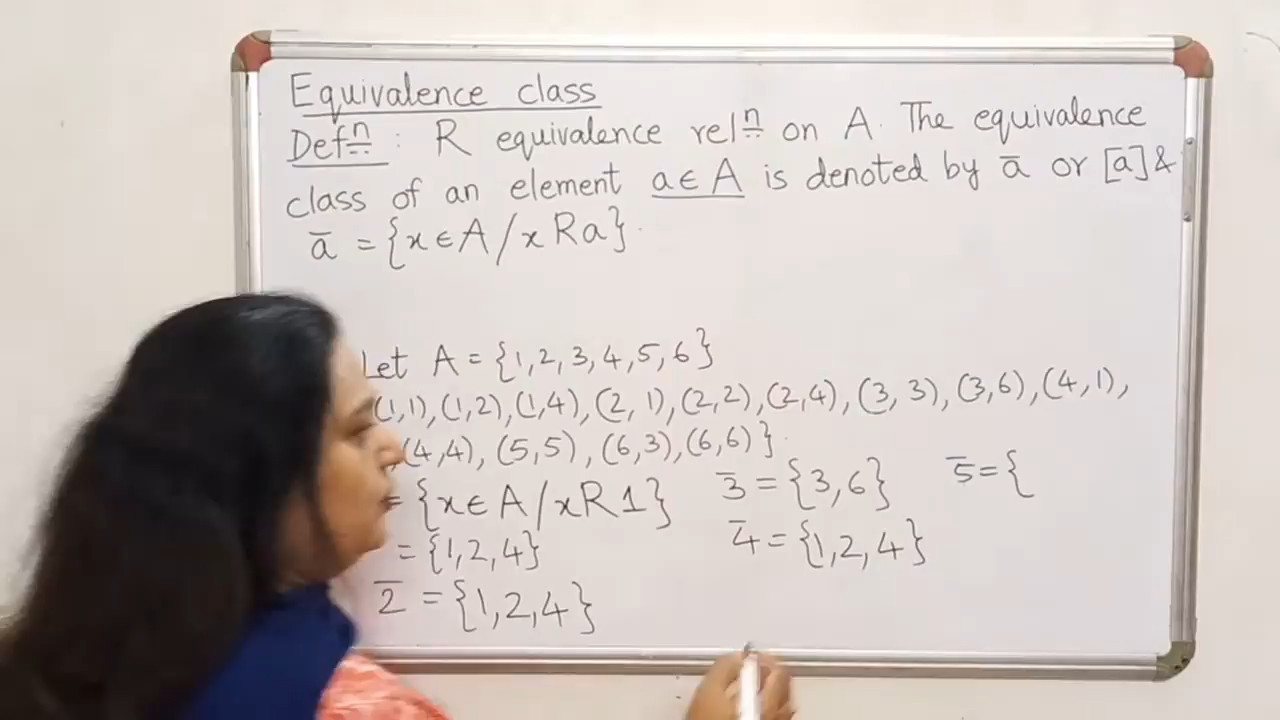 Equivalence class
Defn : R equivalence reln on A. The equivalence
class of an element a ∈ A is denoted by a̅ or [a] &
a̅ = {x ∈ A / x R a}.
Let A = {1, 2, 3, 4, 5, 6}
(1, 1), (1, 2), (1, 4), (2, 1), (2, 2), (2, 4), (3, 3), (3, 6), (4, 1),
, (4, 4), (5, 5), (6, 3), (6, 6)}.
= {x ∈ A / x R 1}
= {1, 2, 4}
2̅ = {1, 2, 4}
3̅ = {3, 6}
4̅ = {1, 2, 4}
5̅ = {